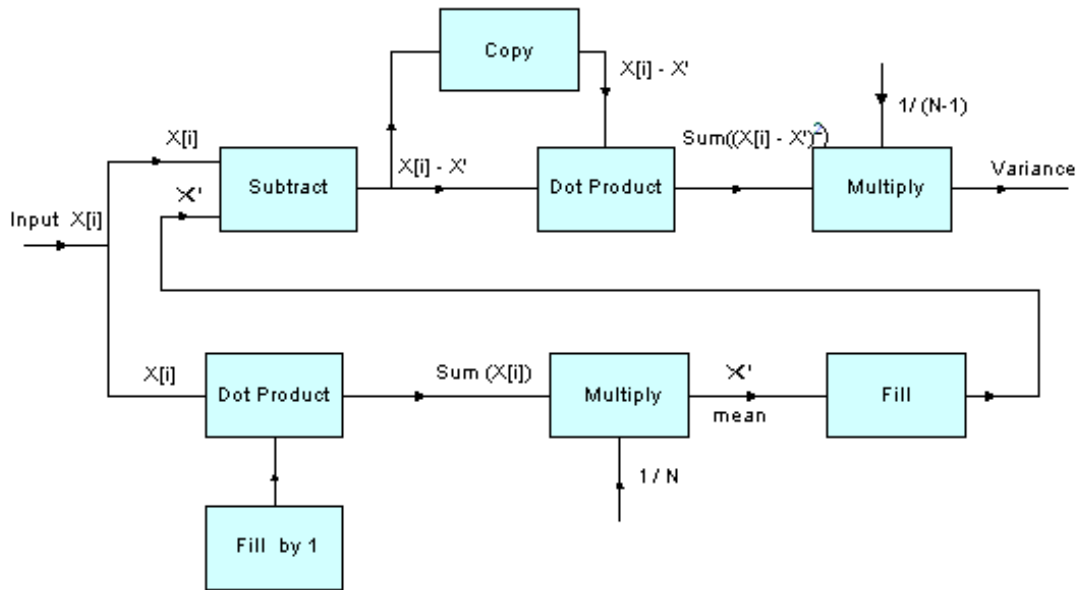 Copy
X[i] - X'
1/ (N-1)
X[i]
X'
Subtract
X[i] - X'
Dot Product
Sum((X[i] - X')2)
Multiply
Variance
Input X[i]
X[i]
Dot Product
Sum (X[i])
Multiply
X'
mean
Fill
1 / N
Fill by 1